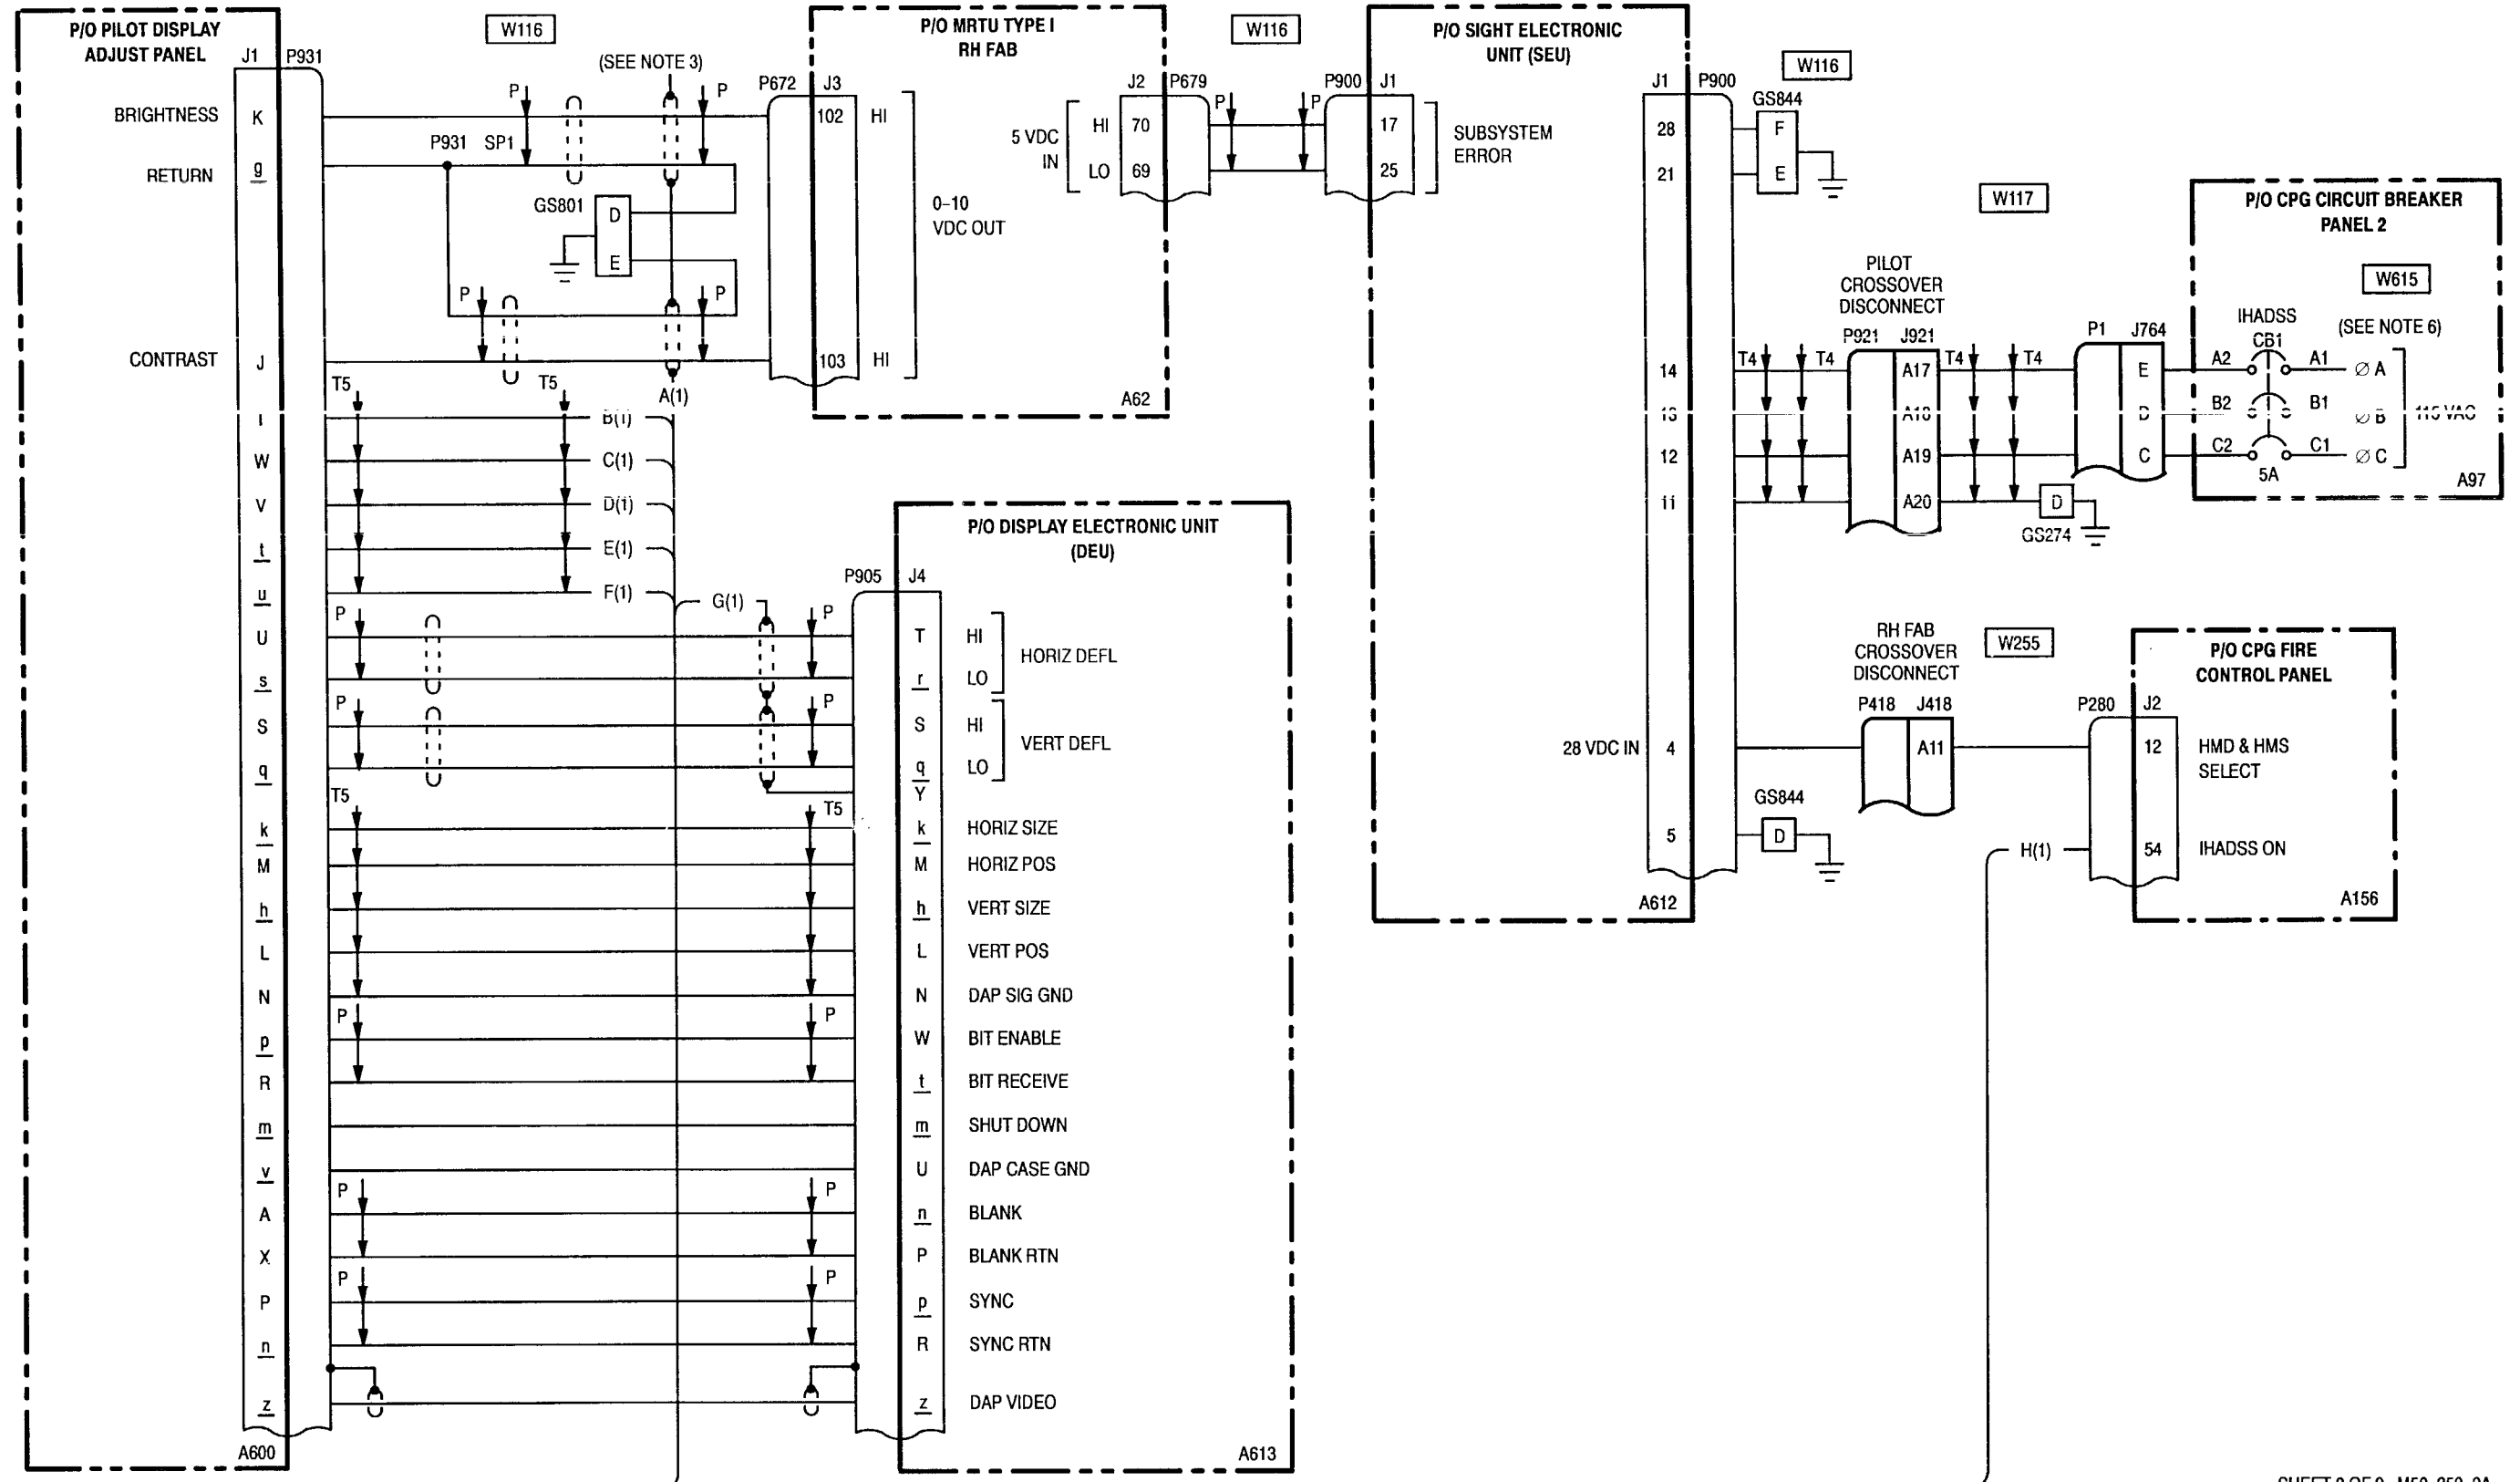 P/O PILOT DISPLAY
ADJUST PANEL
J1 P931
BRIGHTNESS K
RETURN g
CONTRAST J
W
V
t
u
U
s
S
q
k
M
h
L
N
p
R
m
v
A
X
P
n
z
A600
W116
(SEE NOTE 3)
P P
P931 SP1
GS801
D
E
P P
T5 T5
A(1)
B(1)
C(1)
D(1)
E(1)
F(1)
G(1)
P P
P P
T5 T5
P P
P P
P P
P/O MRTU TYPE I
RH FAB
P672 J3
102 HI
0-10
VDC OUT
103 HI
J2 P679
5 VDC
IN
HI 70
LO 69
A62
W116
P P
P/O SIGHT ELECTRONIC
UNIT (SEU)
P900 J1
17
25
SUBSYSTEM
ERROR
J1 P900
28
21
14
13
12
11
28 VDC IN 4
5
A612
W116
GS844
F
E
W117
PILOT
CROSSOVER
DISCONNECT
P921 J921
T4 T4 A17 T4 T4
A18
A19
A20
D
GS274
P1 J764
E
D
C
P/O CPG CIRCUIT BREAKER
PANEL 2
W615
IHADSS
CB1
(SEE NOTE 6)
A2 A1 ∅ A
B2 B1 ∅ B 115 VAC
C2 C1 ∅ C
5A
A97
RH FAB
CROSSOVER
DISCONNECT
W255
P418 J418
A11
GS844
D
H(1)
P/O CPG FIRE
CONTROL PANEL
P280 J2
12 HMD & HMS
SELECT
54 IHADSS ON
A156
P/O DISPLAY ELECTRONIC UNIT
(DEU)
P905 J4
T HI
r LO
HORIZ DEFL
S HI
q LO
VERT DEFL
Y
k HORIZ SIZE
M HORIZ POS
h VERT SIZE
L VERT POS
N DAP SIG GND
W BIT ENABLE
t BIT RECEIVE
m SHUT DOWN
U DAP CASE GND
n BLANK
P BLANK RTN
p SYNC
R SYNC RTN
z DAP VIDEO
A613